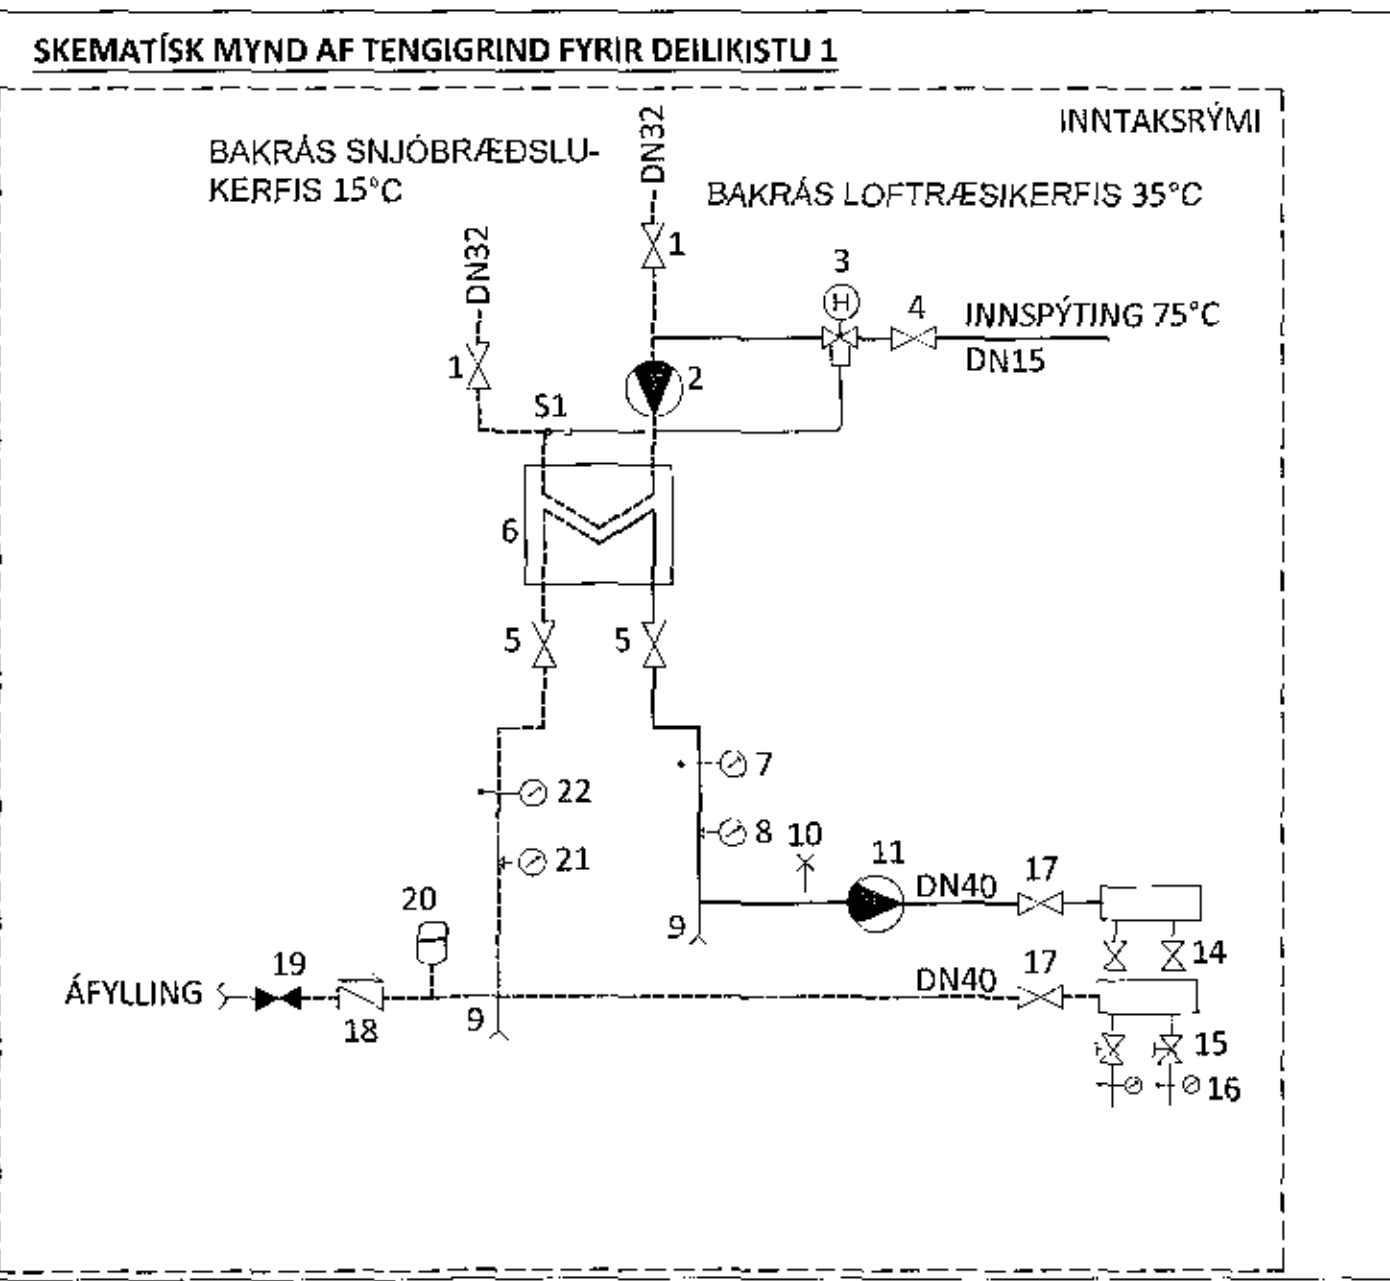 SKEMATÍSK MYND AF TENGIGRIND FYRIR DEILIKISTU 1
INNTAKSRÝMI
BAKRÁS SNJÓBRÆÐSLU-
KERFIS 15°C
DN32
BAKRÁS LOFTRÆSIKERFIS 35°C
DN32
1
3
H
4
INNSPÝTING 75°C
DN15
1
2
S1
6
5
5
7
22
8
10
21
11
DN40
17
20
9
14
19
ÁFYLLING
DN40
17
18
9
15
16